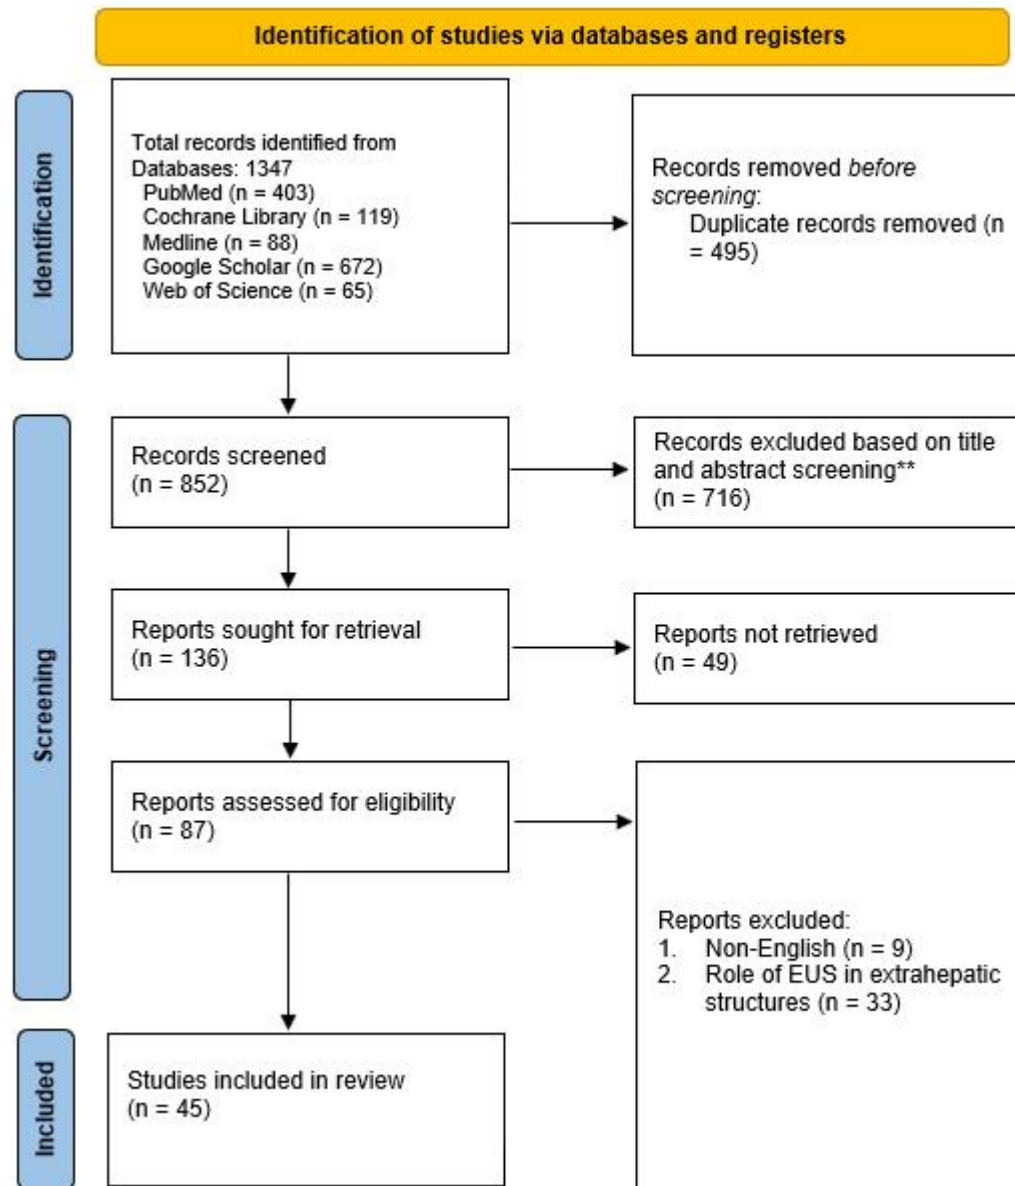 Identification of studies via databases and registers
Identification
Total records identified from
Databases: 1347
PubMed (n = 403)
Cochrane Library (n = 119)
Medline (n = 88)
Google Scholar (n = 672)
Web of Science (n = 65)
Records removed before
screening:
Duplicate records removed (n
= 495)
Screening
Records screened
(n = 852)
Records excluded based on title
and abstract screening**
(n = 716)
Reports sought for retrieval
(n = 136)
Reports not retrieved
(n = 49)
Reports assessed for eligibility
(n = 87)
Reports excluded:
1. Non-English (n = 9)
2. Role of EUS in extrahepatic
structures (n = 33)
Included
Studies included in review
(n = 45)